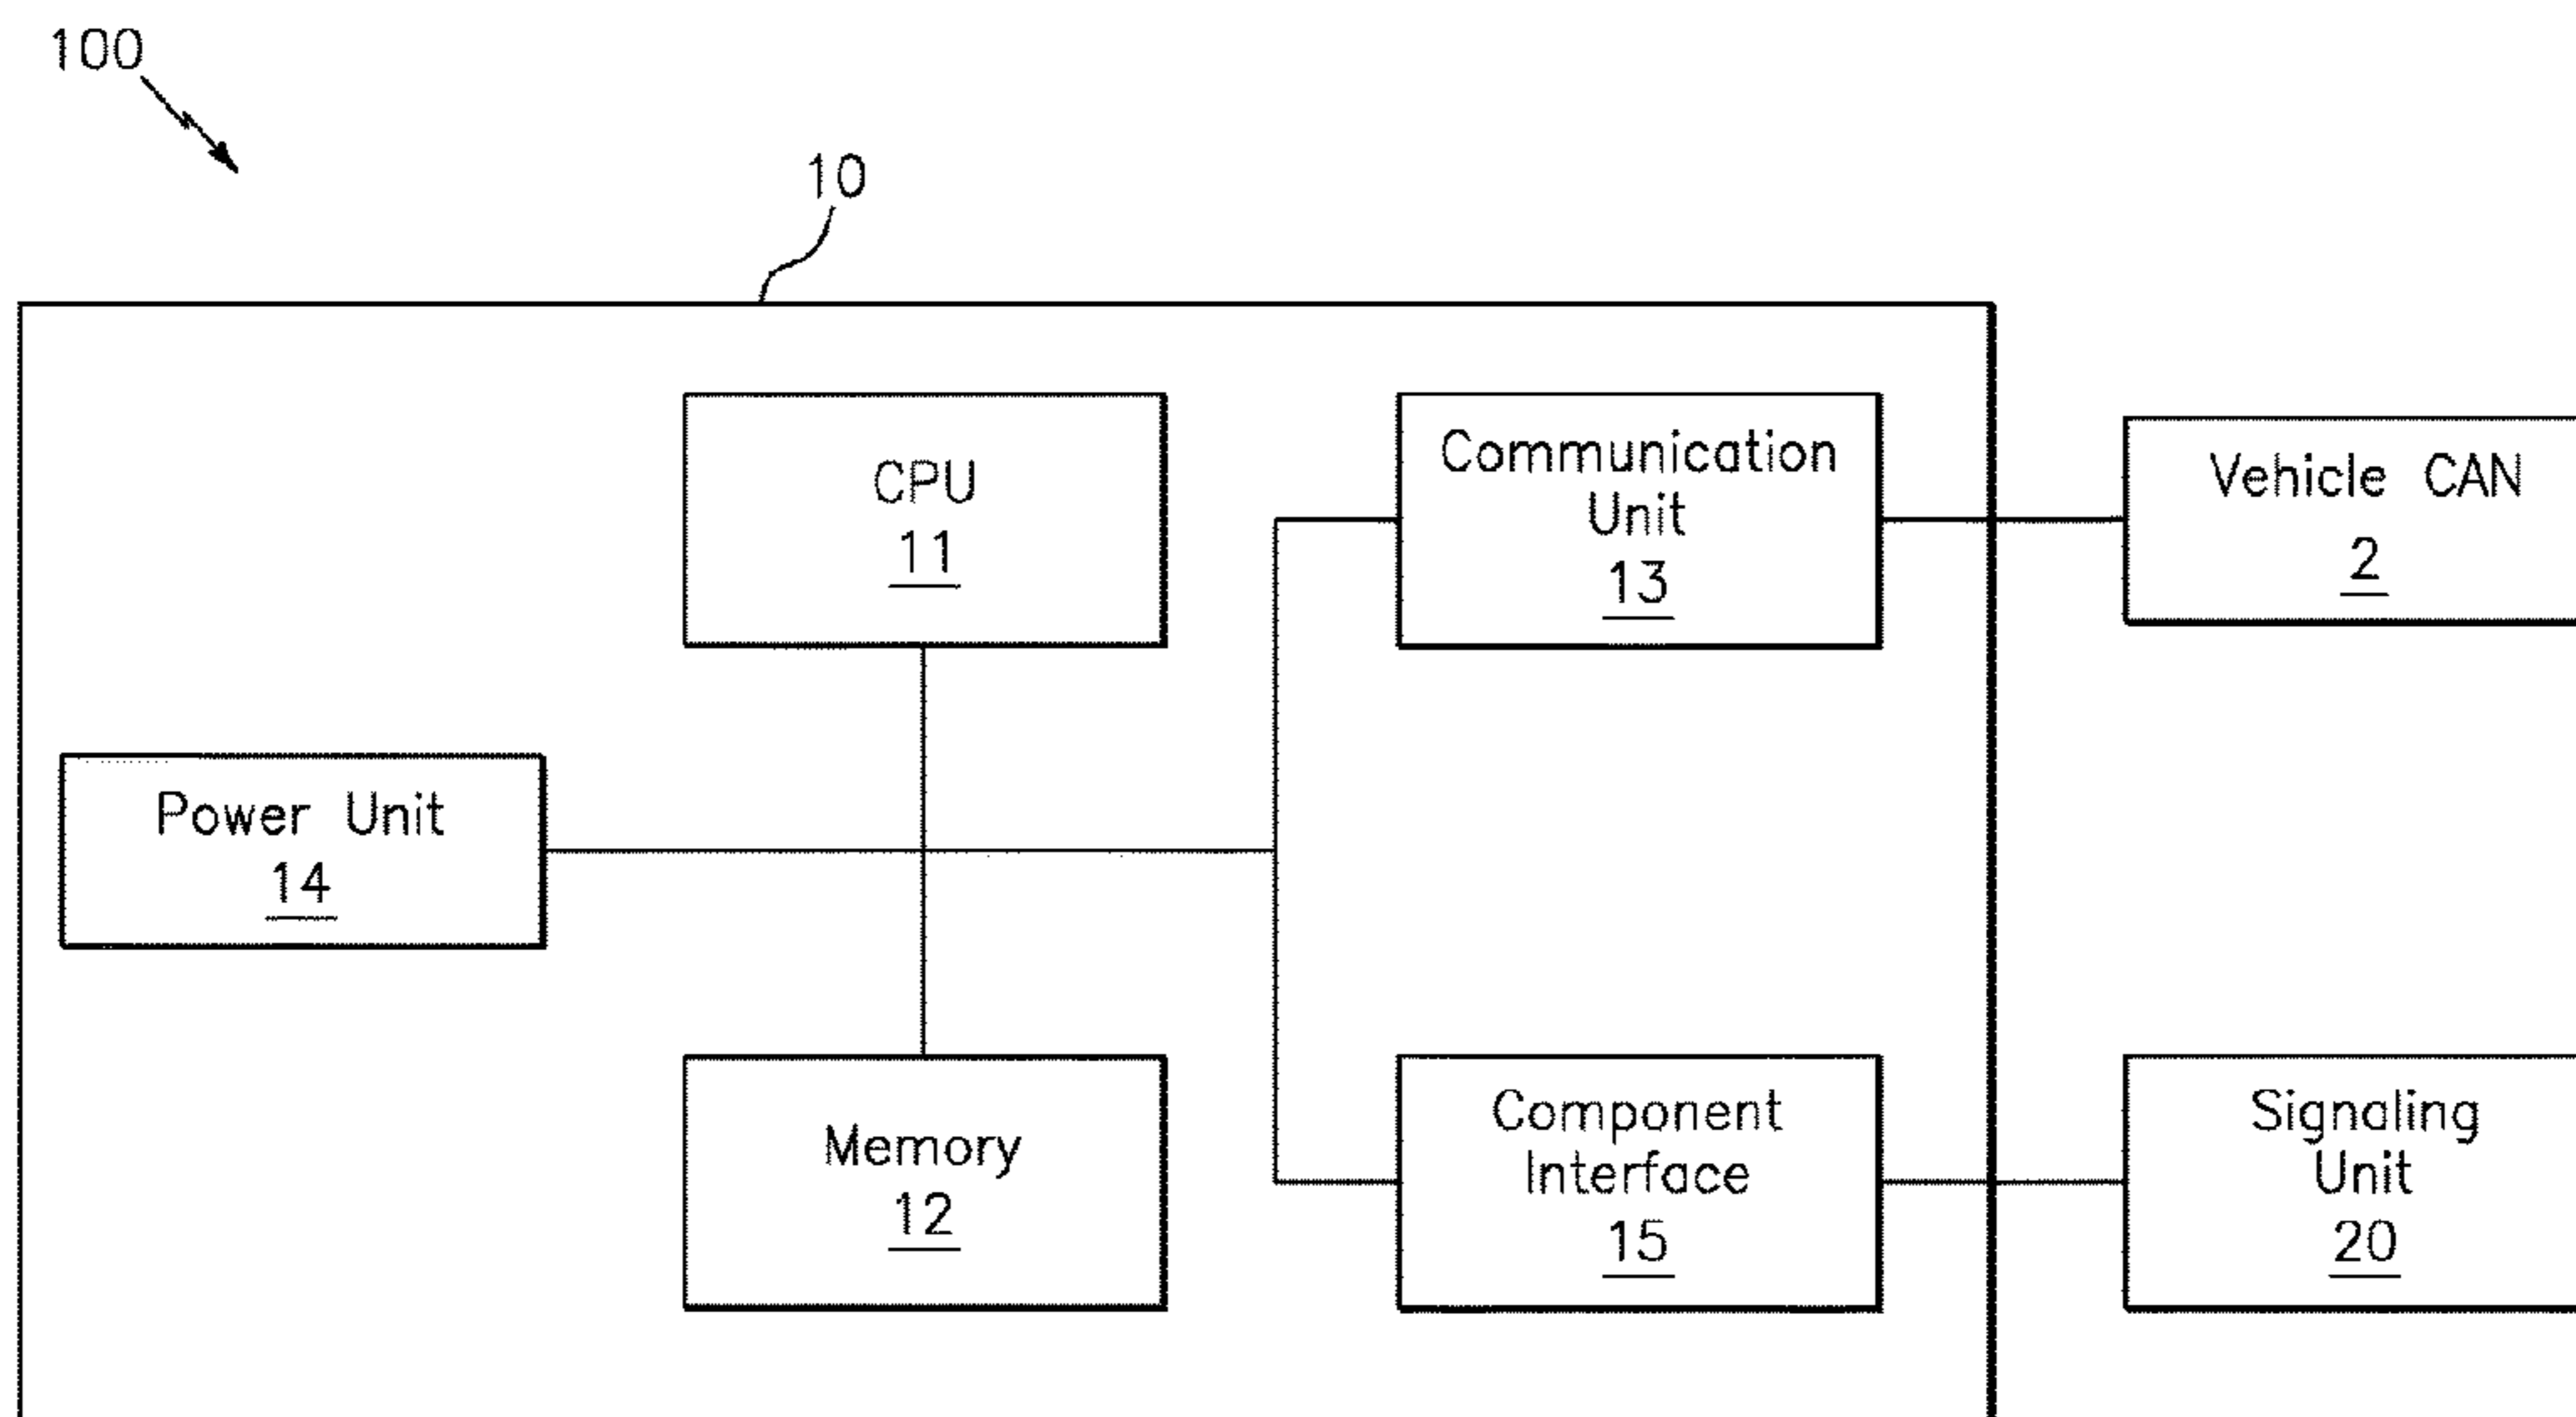 100
10
CPU
11
Communication
Unit
13
Vehicle CAN
2
Power Unit
14
Memory
12
Component
Interface
15
Signaling
Unit
20